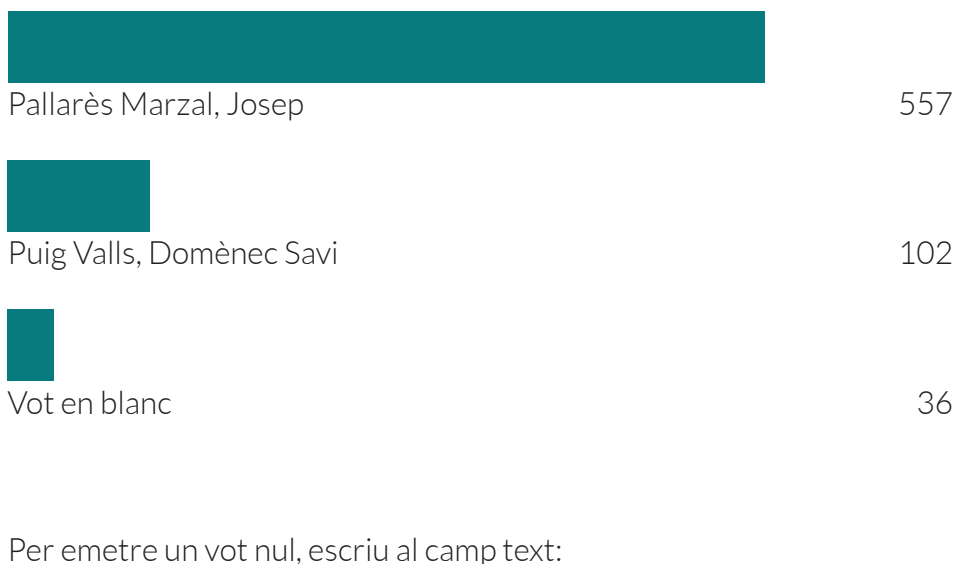 Pallarès Marzal, Josep 557
Puig Valls, Domènec Savi 102
Vot en blanc 36
Per emetre un vot nul, escriu al camp text: